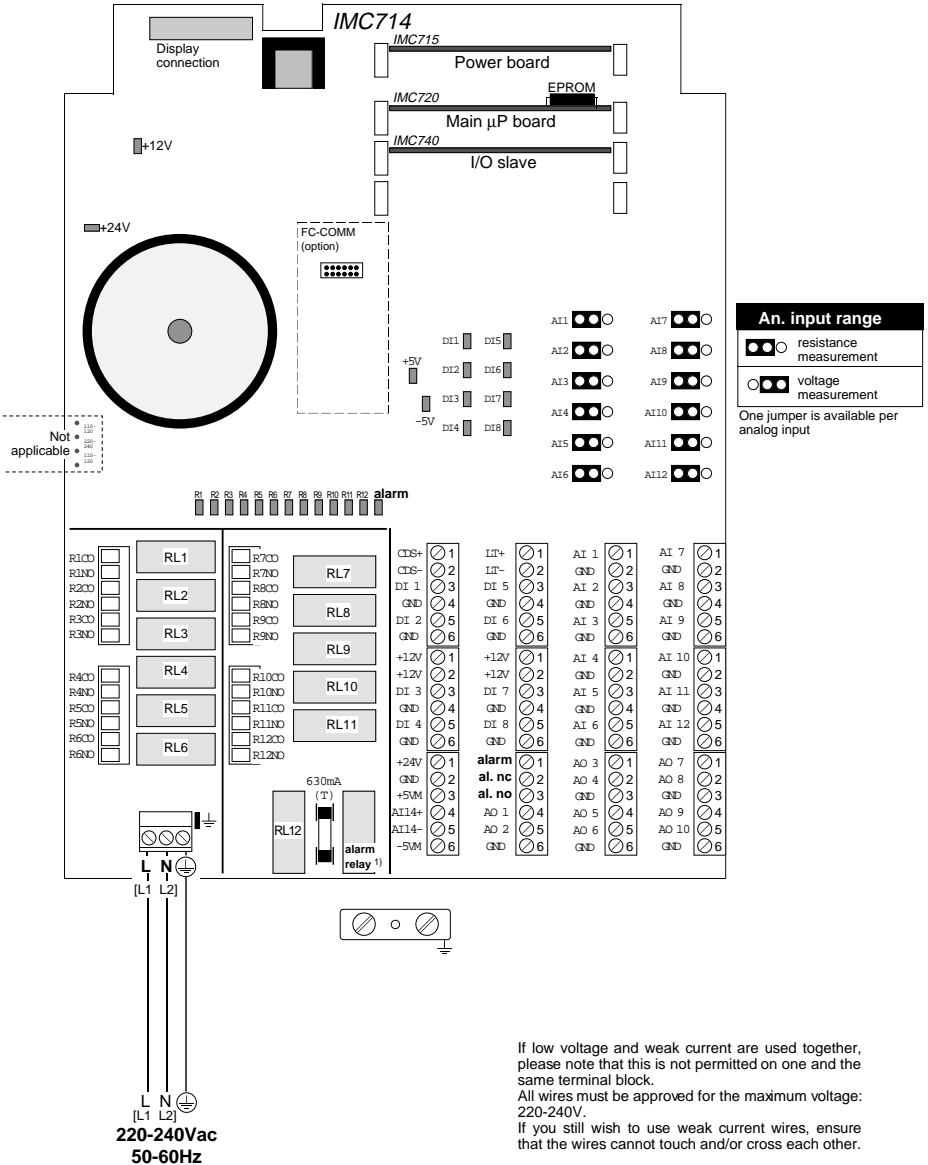 IMC714
Display
connection
IMC715
Power board
EPROM
IMC720
Main µP board
IMC740
I/O slave
+12V
+24V
FC-COMM
(option)
AI1
AI7
AI2
AI8
AI3
AI9
AI4
AI10
AI5
AI11
AI6
AI12
DI1
DI5
DI2
DI6
DI3
DI7
DI4
DI8
+5V
-5V
An. input range
resistance
measurement
voltage
measurement
One jumper is available per
analog input
Not
applicable
110-
120
220-
240
110-
120
R1 R2 R3 R4 R5 R6 R7 R8 R9 R10 R11 R12 alarm
R1CO
R1NO
R2CO
R2NO
R3CO
R3NO
R4CO
R4NO
R5CO
R5NO
R6CO
R6NO
RL1
RL2
RL3
RL4
RL5
RL6
R7CO
R7NO
R8CO
R8NO
R9CO
R9NO
R10CO
R10NO
R11CO
R11NO
R12CO
R12NO
RL7
RL8
RL9
RL10
RL11
630mA
(T)
RL12
alarm
relay 1)
CDS+ 1
CDS- 2
DI 1 3
GND 4
DI 2 5
GND 6
+12V 1
+12V 2
DI 3 3
GND 4
DI 4 5
GND 6
+24V 1
GND 2
+5VM 3
AI14+ 4
AI14- 5
-5VM 6
LT+ 1
LT- 2
DI 5 3
GND 4
DI 6 5
GND 6
+12V 1
+12V 2
DI 7 3
GND 4
DI 8 5
GND 6
alarm 1
al. nc 2
al. no 3
AO 1 4
AO 2 5
GND 6
AI 1 1
GND 2
AI 2 3
GND 4
AI 3 5
GND 6
AI 4 1
GND 2
AI 5 3
GND 4
AI 6 5
GND 6
AO 3 1
AO 4 2
GND 3
AO 5 4
AO 6 5
GND 6
AI 7 1
GND 2
AI 8 3
GND 4
AI 9 5
GND 6
AI 10 1
GND 2
AI 11 3
GND 4
AI 12 5
GND 6
AO 7 1
AO 8 2
GND 3
AO 9 4
AO 10 5
GND 6
L N
[L1 L2]
L N
[L1 L2]
220-240Vac
50-60Hz
If low voltage and weak current are used together,
please note that this is not permitted on one and the
same terminal block.
All wires must be approved for the maximum voltage:
220-240V.
If you still wish to use weak current wires, ensure
that the wires cannot touch and/or cross each other.